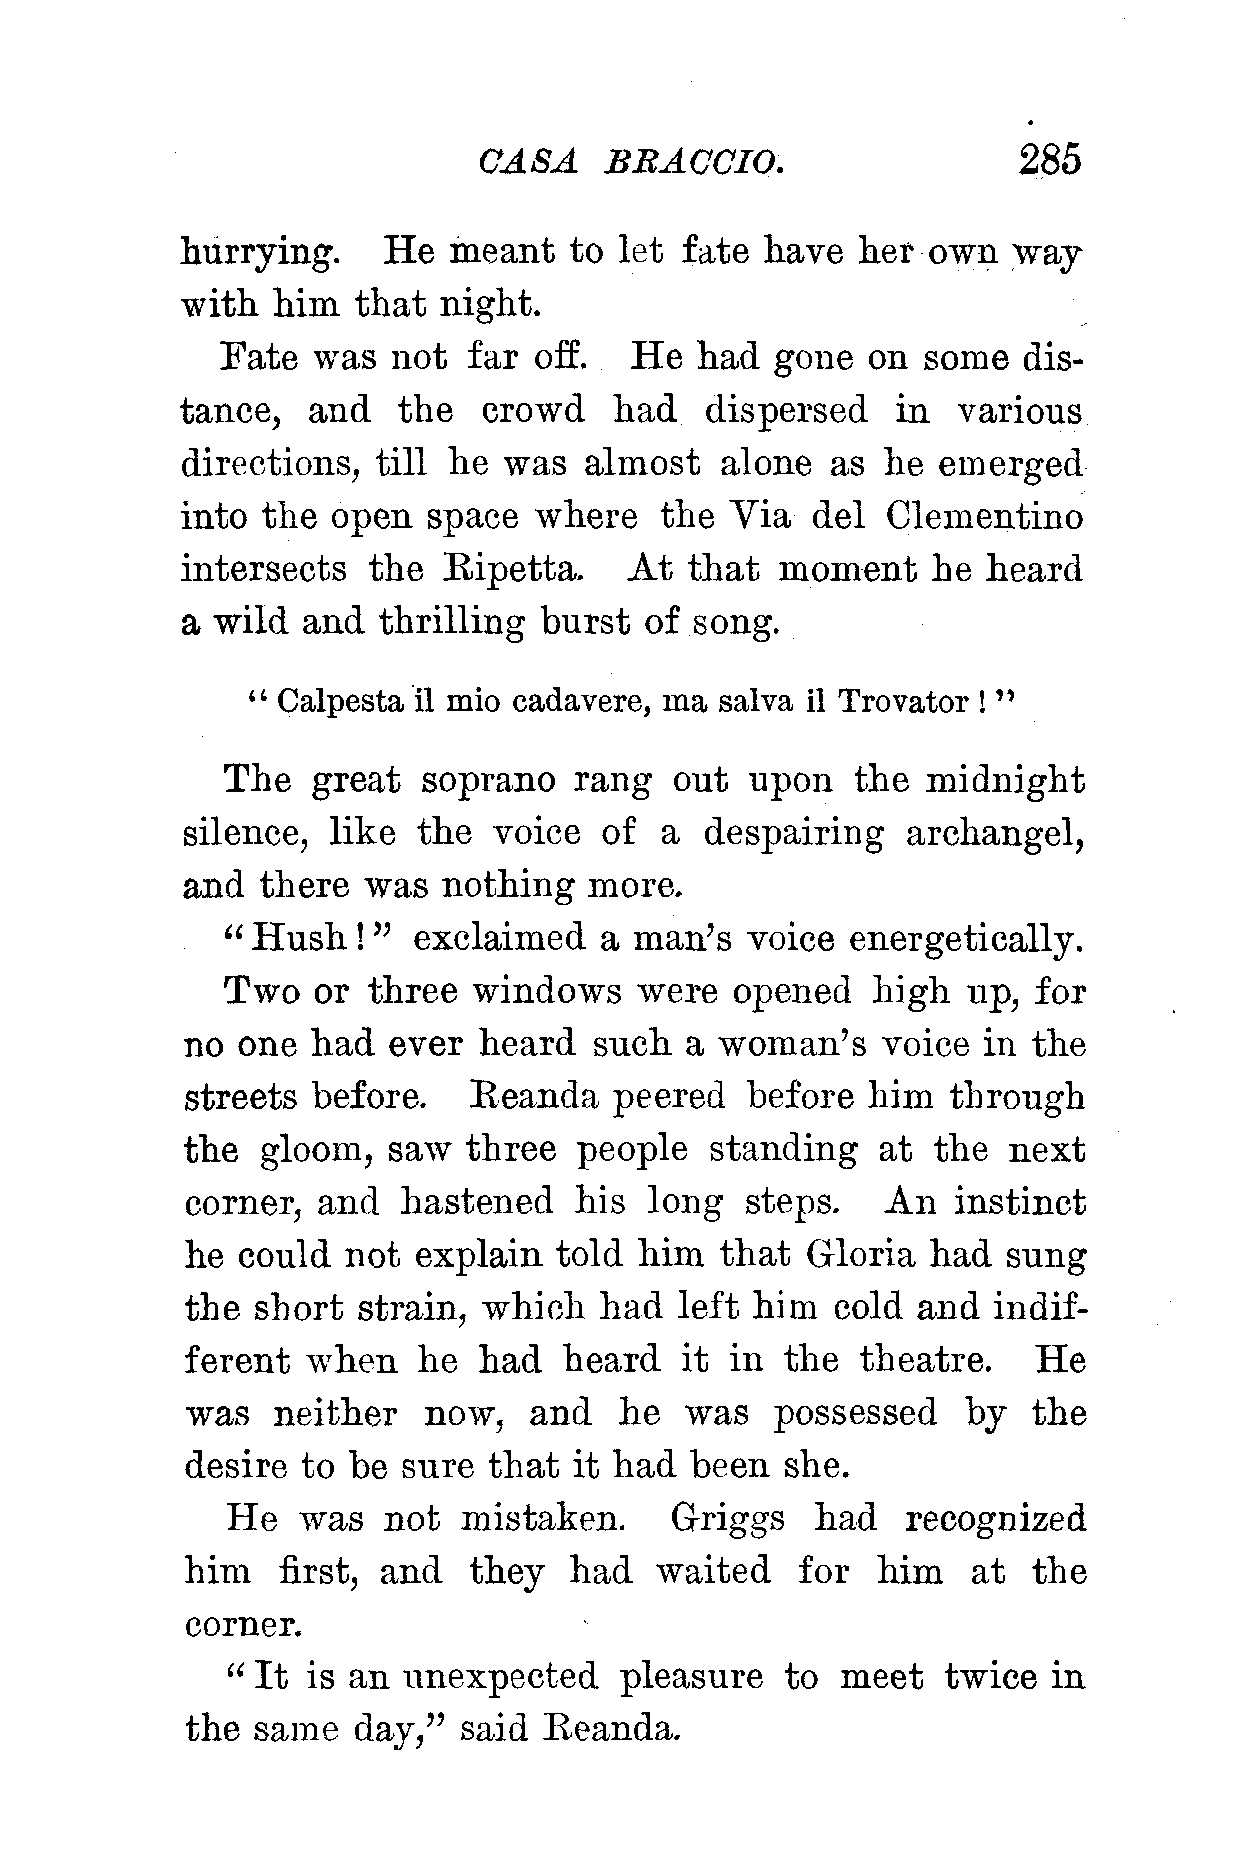 CASA BRACCIO. 285
hurrying. He meant to let fate have her own way
with him that night.
Fate was not far off. He had gone on some dis-
tance, and the crowd had dispersed in various
directions, till he was almost alone as he emerged
into the open space where the Via del Clementino
intersects the Ripetta. At that moment he heard
a wild and thrilling burst of song.
“ Calpesta il mio cadavere, ma salva il Trovator ! ”
The great soprano rang out upon the midnight
silence, like the voice of a despairing archangel,
and there was nothing more.
“ Hush ! ” exclaimed a man’s voice energetically.
Two or three windows were opened high up, for
no one had ever heard such a woman’s voice in the
streets before. Reanda peered before him through
the gloom, saw three people standing at the next
corner, and hastened his long steps. An instinct
he could not explain told him that Gloria had sung
the short strain, which had left him cold and indif-
ferent when he had heard it in the theatre. He
was neither now, and he was possessed by the
desire to be sure that it had been she.
He was not mistaken. Griggs had recognized
him first, and they had waited for him at the
corner.
“ It is an unexpected pleasure to meet twice in
the same day,” said Reanda.